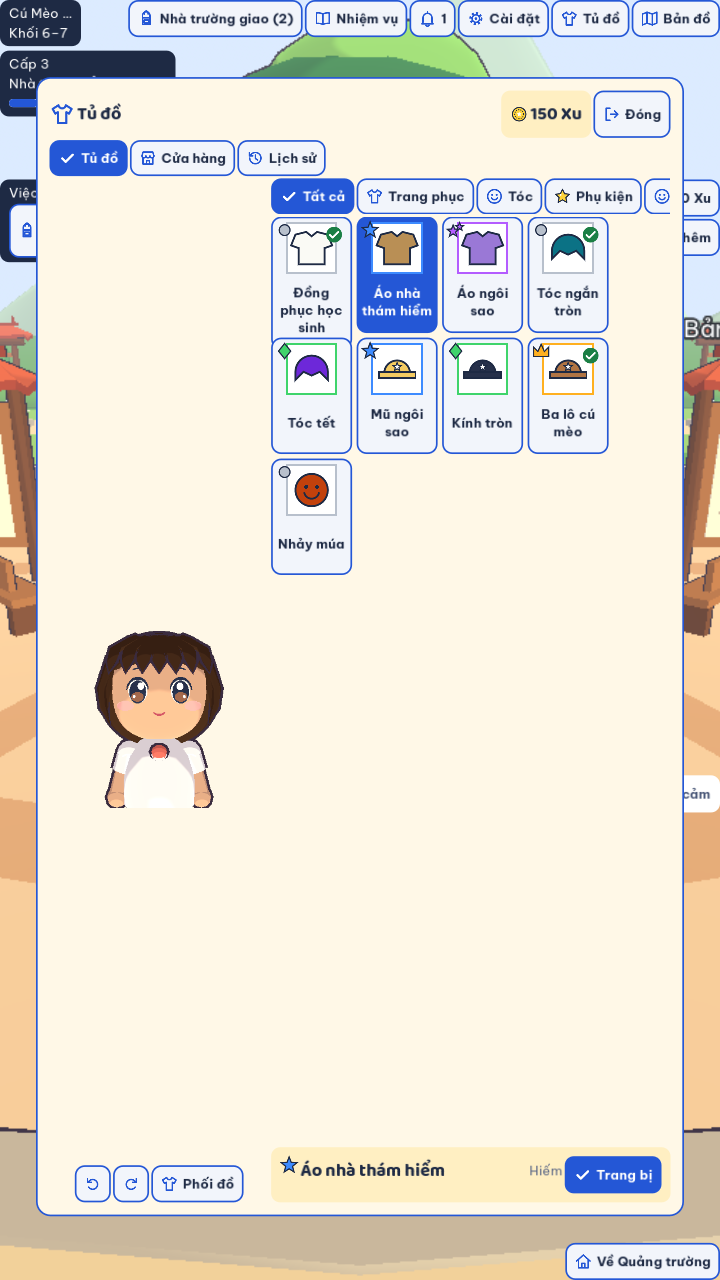 Cú Mèo ...
Khối 6–7
Nhà trường giao (2)
Nhiệm vụ
1
Cài đặt
Tủ đồ
Bản đồ
Cấp 3
Nhà
Tủ đồ
150 Xu
Đóng
Tủ đồ
Cửa hàng
Lịch sử
Việc
Tất cả
Trang phục
Tóc
Phụ kiện
0 Xu
Đồng phục học sinh
Áo nhà thám hiểm
Áo ngôi sao
Tóc ngắn tròn
Tóc tết
Mũ ngôi sao
Kính tròn
Ba lô cú mèo
Nhảy múa
cảm
Phối đồ
Áo nhà thám hiểm
Hiếm
Trang bị
Về Quảng trường